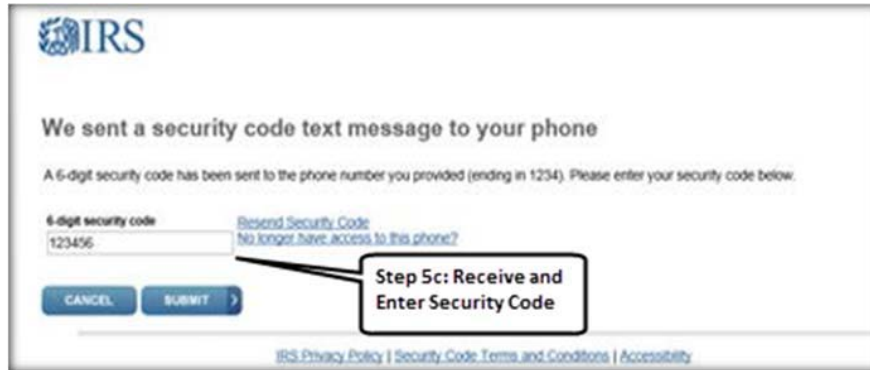 IRS
We sent a security code text message to your phone
A 6-digit security code has been sent to the phone number you provided (ending in 1234). Please enter your security code below.
6-digit security code
Resend Security Code
123456
No longer have access to this phone?
Step 5c: Receive and
Enter Security Code
CANCEL
SUBMIT
IRS Privacy Policy | Security Code Terms and Conditions | Accessibility